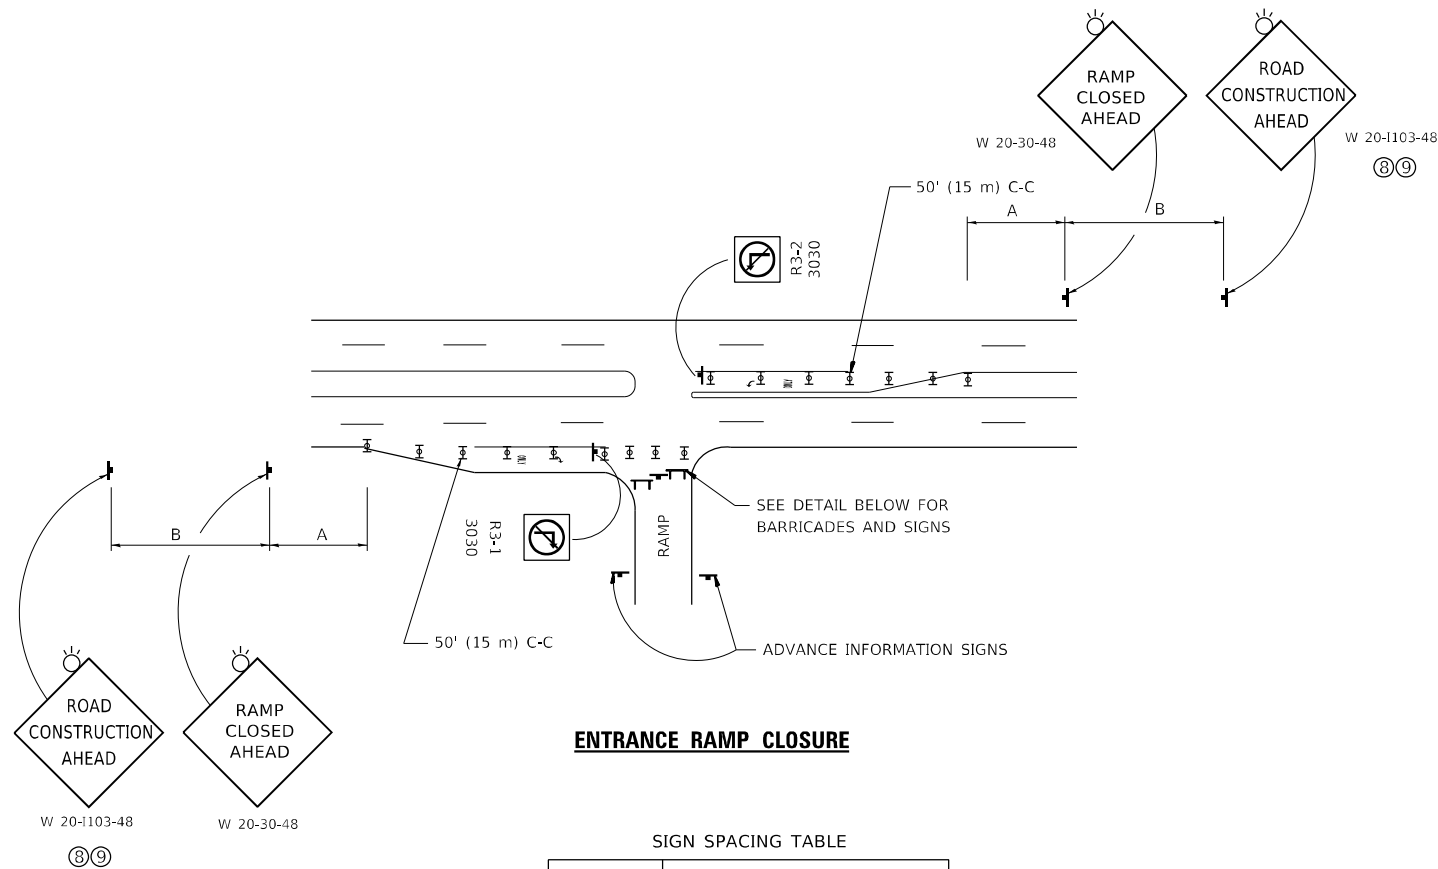 RAMP
CLOSED
AHEAD
W 20-30-48
ROAD
CONSTRUCTION
AHEAD
W 20-I103-48
⑧⑨
50' (15 m) C-C
A
B
R3-2
3030
ONLY
ONLY
B
A
R3-1
3030
RAMP
SEE DETAIL BELOW FOR
BARRICADES AND SIGNS
50' (15 m) C-C
ADVANCE INFORMATION SIGNS
ROAD
CONSTRUCTION
AHEAD
W 20-I103-48
⑧⑨
RAMP
CLOSED
AHEAD
W 20-30-48
ENTRANCE RAMP CLOSURE
SIGN SPACING TABLE